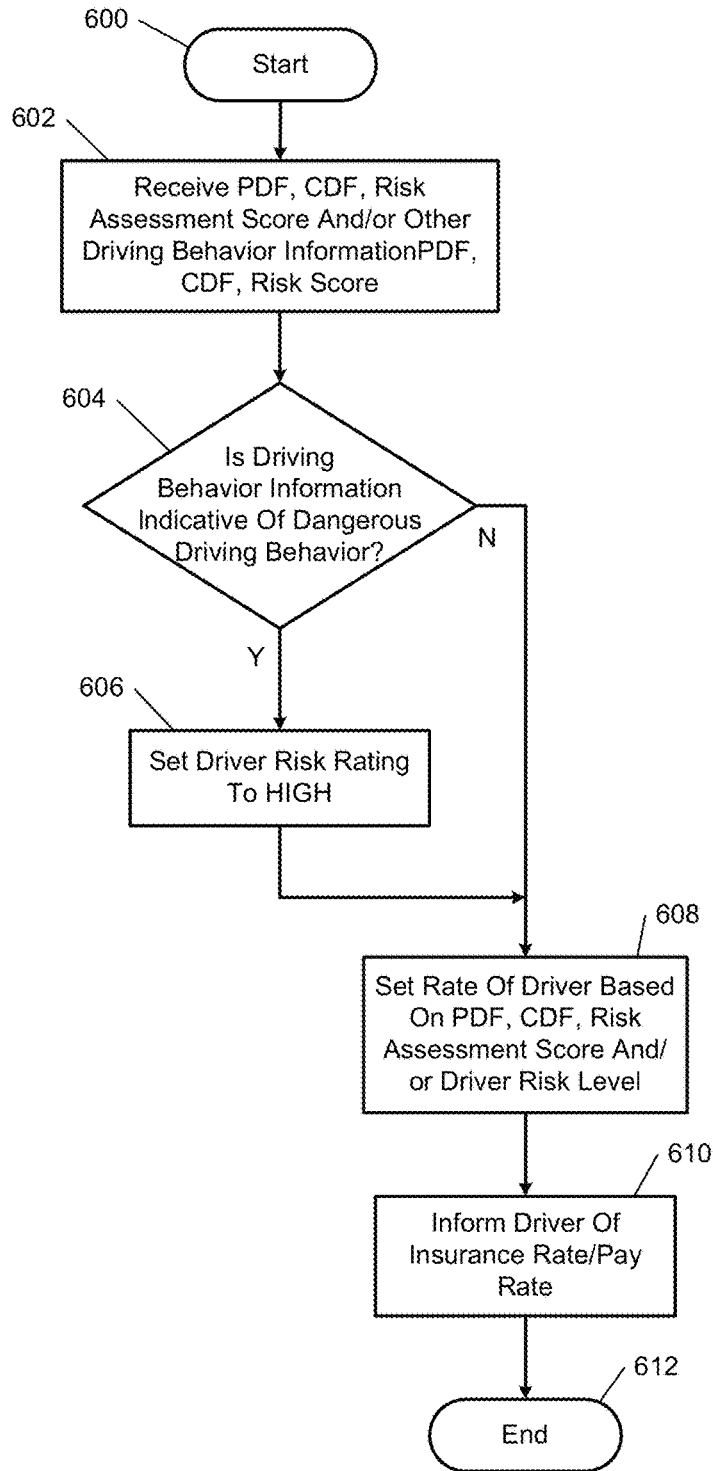 600
Start
602
Receive PDF, CDF, Risk
Assessment Score And/or Other
Driving Behavior InformationPDF,
CDF, Risk Score
604
Is Driving
Behavior Information
Indicative Of Dangerous
Driving Behavior?
N
Y
606
Set Driver Risk Rating
To HIGH
608
Set Rate Of Driver Based
On PDF, CDF, Risk
Assessment Score And/
or Driver Risk Level
610
Inform Driver Of
Insurance Rate/Pay
Rate
612
End